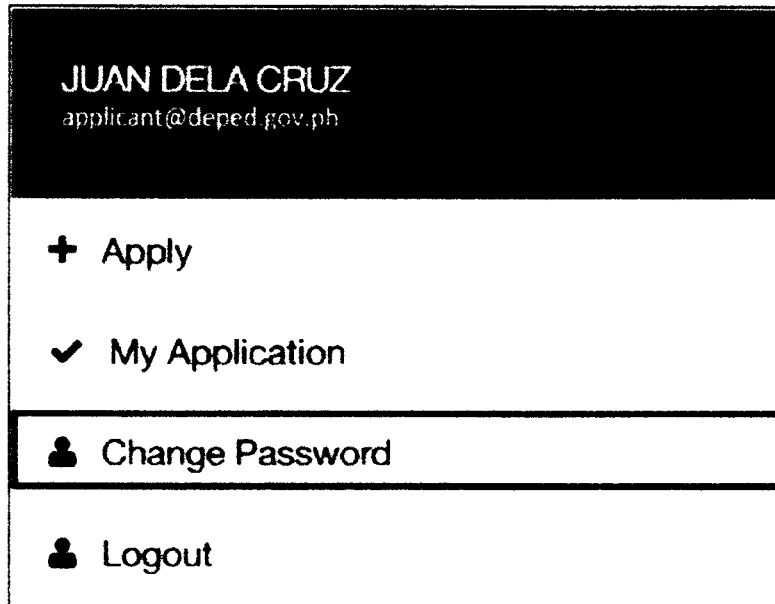 JUAN DELA CRUZ
applicant@deped.gov.ph
Apply
My Application
Change Password
Logout